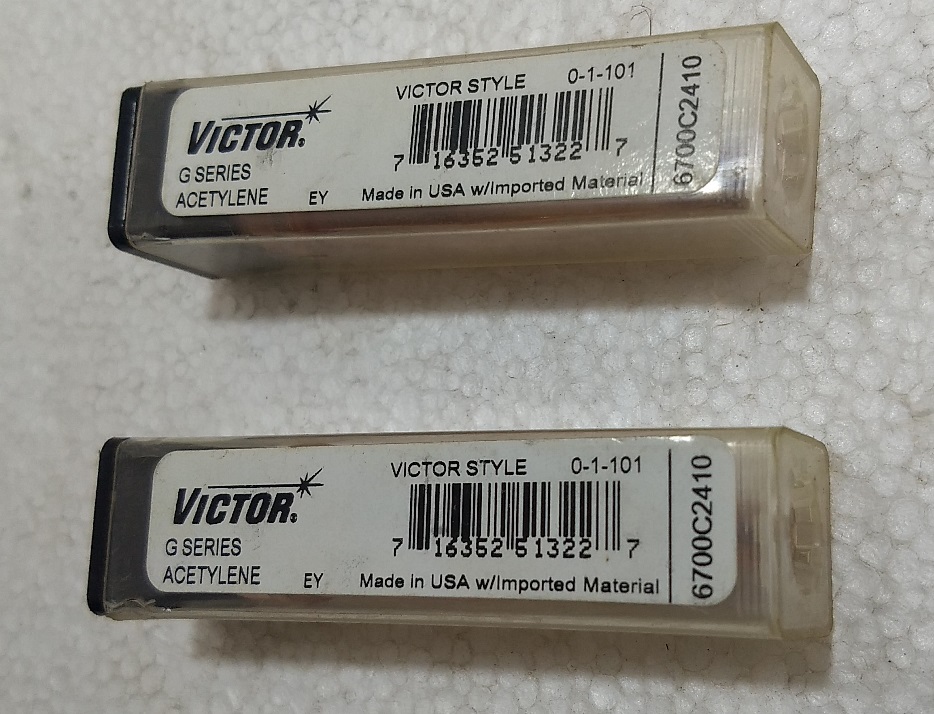 VICTOR STYLE 0-1-101
VICTOR®
G SERIES
ACETYLENE EY
7 16352 51322 7
Made in USA w/Imported Material
6700C2410
VICTOR STYLE 0-1-101
VICTOR®
G SERIES
ACETYLENE EY
7 16352 51322 7
Made in USA w/Imported Material
6700C2410